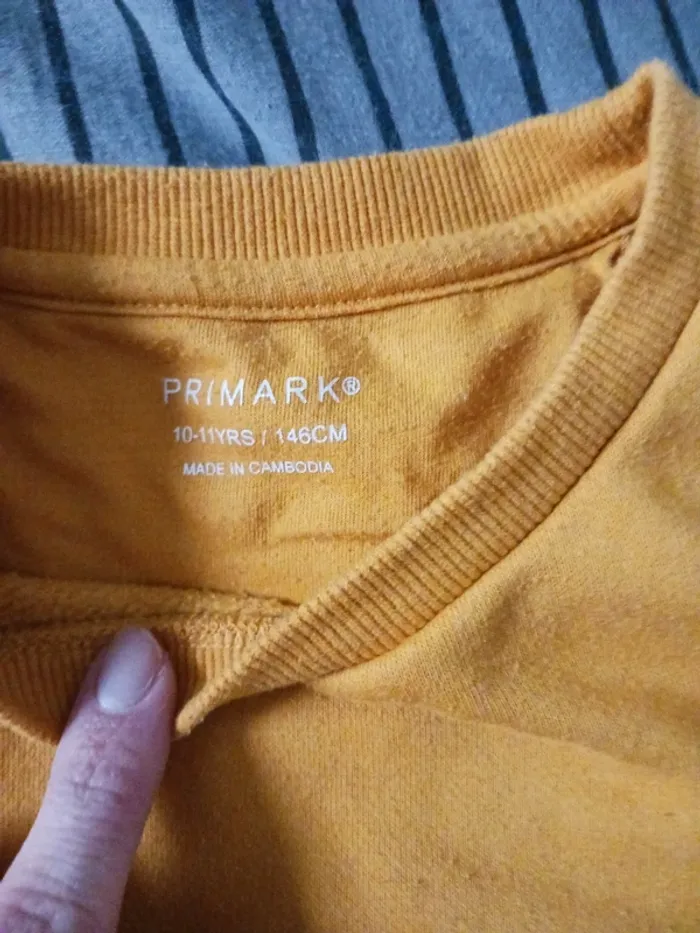 PRIMARK®
10-11YRS / 146CM
MADE IN CAMBODIA